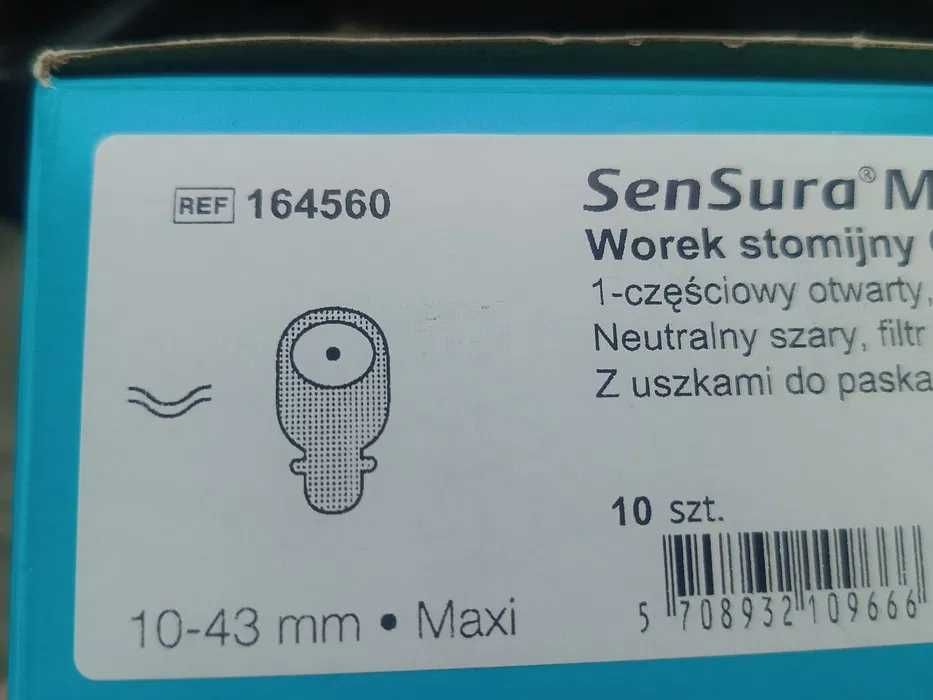 REF 164560
SenSura® M
Worek stomijny
1-częściowy otwarty,
Neutralny szary, filtr
Z uszkami do paska
10 szt.
5 708932 109666
10-43 mm • Maxi